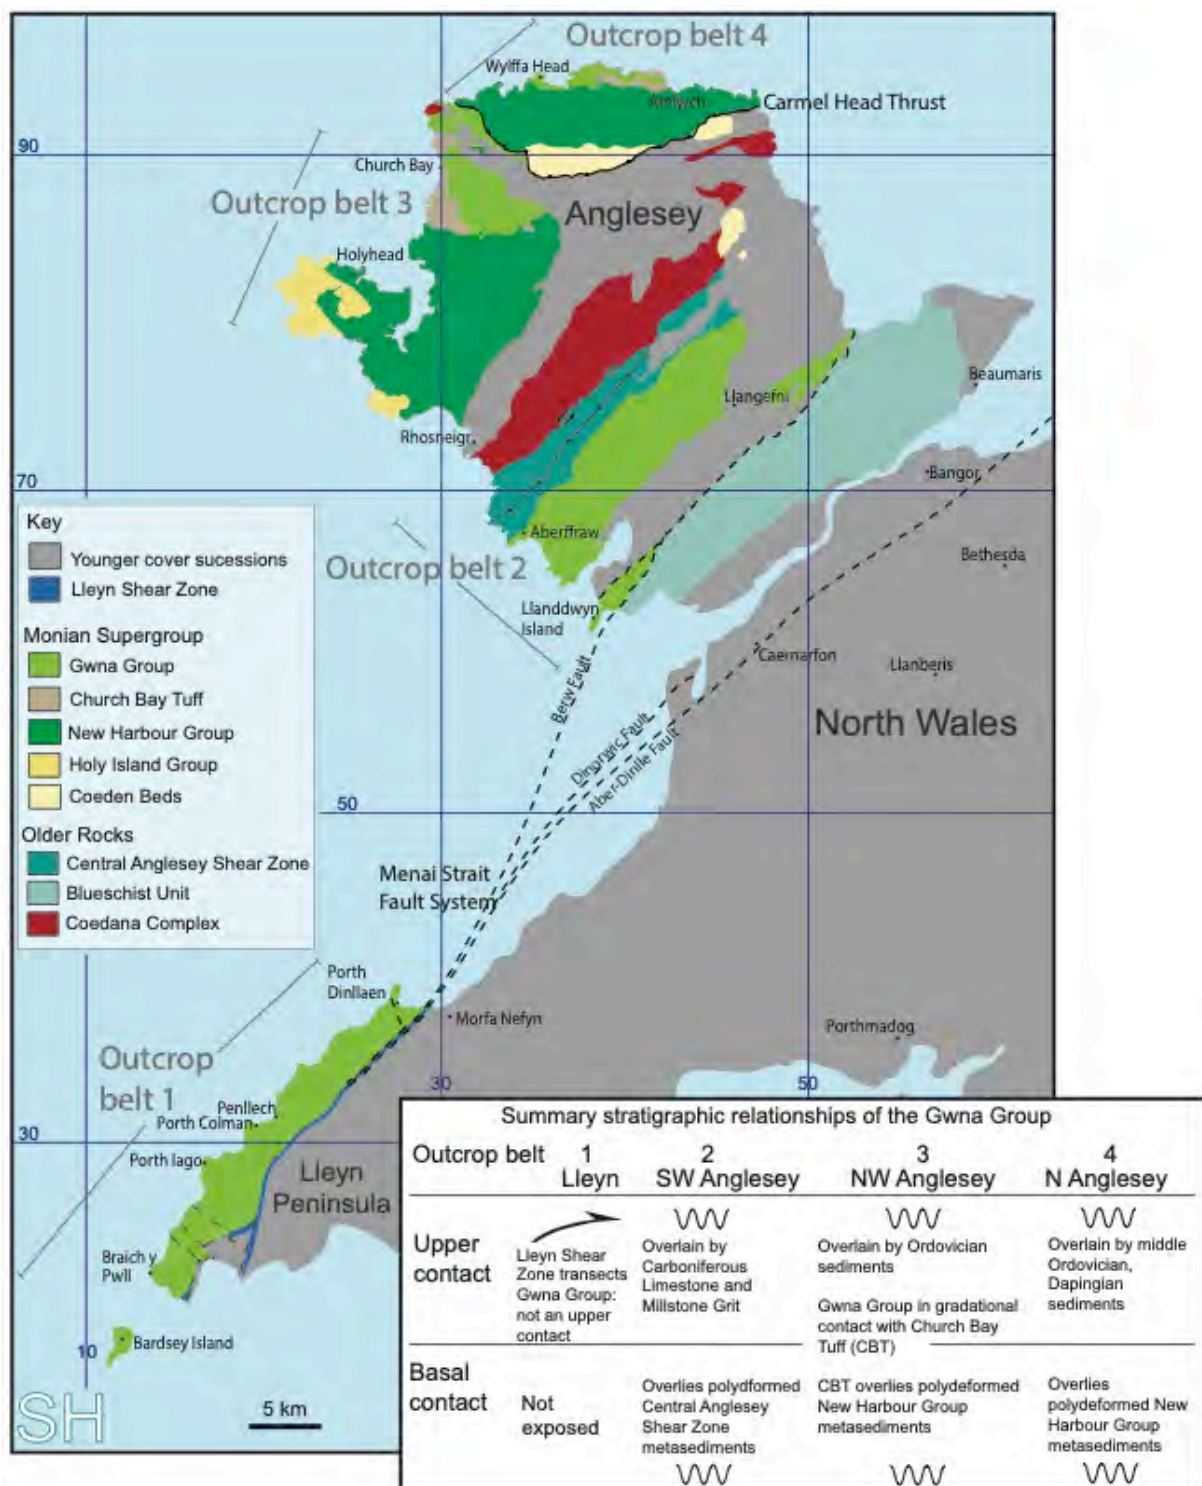 Outcrop belt 4
Wylffa Head
Amlwch
Carmel Head Thrust
90
Church Bay
Outcrop belt 3
Anglesey
Holyhead
Beaumaris
Llangefni
Rhosneigr
Bangor
70
Key
Younger cover sucessions
Lleyn Shear Zone
Monian Supergroup
Gwna Group
Church Bay Tuff
New Harbour Group
Holy Island Group
Coeden Beds
Older Rocks
Central Anglesey Shear Zone
Blueschist Unit
Coedana Complex
Aberffraw
Outcrop belt 2
Bethesda
Llanddwyn
Island
Caernarfon
Llanberis
Berw Fault
North Wales
Dinorwic Fault
Aber-Dinlle Fault
50
Menai Strait
Fault System
Porth
Dinllaen
Morfa Nefyn
Porthmadog
Outcrop
belt 1
30
50
Penllech
Porth Colman
30
Porth Iago
Lleyn
Peninsula
Braich y
Pwll
Bardsey Island
10
SH
5 km
Summary stratigraphic relationships of the Gwna Group
Outcrop belt 1 2 3 4
Lleyn SW Anglesey NW Anglesey N Anglesey
Upper
contact
Lleyn Shear
Zone transects
Gwna Group:
not an upper
contact
Overlain by
Carboniferous
Limestone and
Millstone Grit
Overlain by Ordovician
sediments
Gwna Group in gradational
contact with Church Bay
Tuff (CBT)
Overlain by middle
Ordovician,
Dapingian
sediments
Basal
contact
Not
exposed
Overlies polydformed
Central Anglesey
Shear Zone
metasediments
CBT overlies polydeformed
New Harbour Group
metasediments
Overlies
polydeformed New
Harbour Group
metasediments